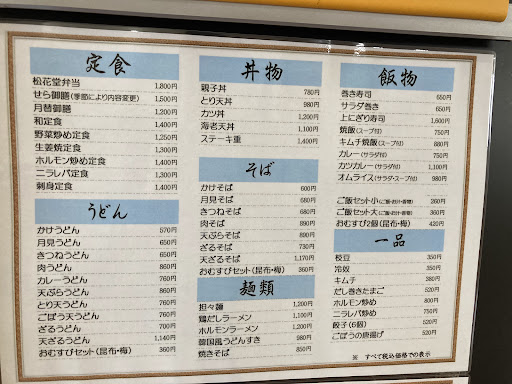 定食
松花堂弁当 1,800円
せら御膳(季節により内容変更) 1,500円
月替御膳 1,200円
和定食 1,400円
野菜炒め定食 1,200円
生姜焼定食 1,300円
ホルモン炒め定食 1,400円
ニラレバ定食 1,300円
刺身定食 1,400円
うどん
かけうどん 570円
月見うどん 650円
きつねうどん 650円
肉うどん 860円
カレーうどん 760円
天ぷらうどん 860円
とり天うどん 760円
ごぼう天うどん 760円
ざるうどん 700円
天ざるうどん 1,140円
おむすびセット(昆布・梅) 360円
丼物
親子丼 780円
とり天丼 980円
カツ丼 1,200円
海老天丼 1,100円
ステーキ重 1,400円
そば
かけそば 600円
月見そば 680円
きつねそば 680円
肉そば 890円
天ぷらそば 890円
ざるそば 730円
天ざるそば 1,170円
おむすびセット(昆布・梅) 360円
麺類
担々麺 1,200円
鶏だしラーメン 1,100円
ホルモンラーメン 1,200円
韓国風うどんすき 980円
焼きそば 850円
飯物
巻き寿司 650円
サラダ巻き 650円
上にぎり寿司 1,100円
焼飯(スープ付) 880円
キムチ焼飯(スープ付) 880円
カレー(サラダ付) 750円
カツカレー(サラダ付) 1,100円
オムライス(サラダ・スープ付) 980円
ご飯セット小(ご飯・お汁・香物) 260円
ご飯セット大(ご飯・お汁・香物) 360円
おむすび2個(昆布・梅) 420円
一品
枝豆 350円
冷奴 350円
キムチ 380円
だし巻きたまご 520円
ホルモン炒め 800円
ニラレバ炒め 580円
餃子(6個) 520円
ごぼうの唐揚げ 520円
※ すべて税込価格での表示